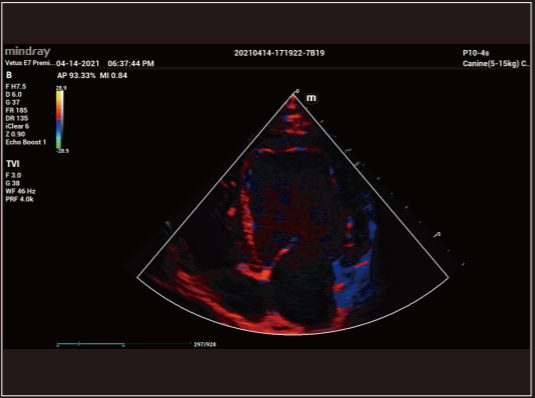 mindray
Vetus E7 Premi... 04-14-2021 06:37:44 PM
20210414-171922-7B19
P10-4s
Canine(5-15kg) C..
B
AP 93.33% MI 0.84
F H7.5
D 6.0
G 37
FR 185
DR 135
iClear 6
Z 0.90
Echo Boost 1
28.9
-28.9
m
TVI
F 3.0
G 38
WF 46 Hz
PRF 4.0k
297/928